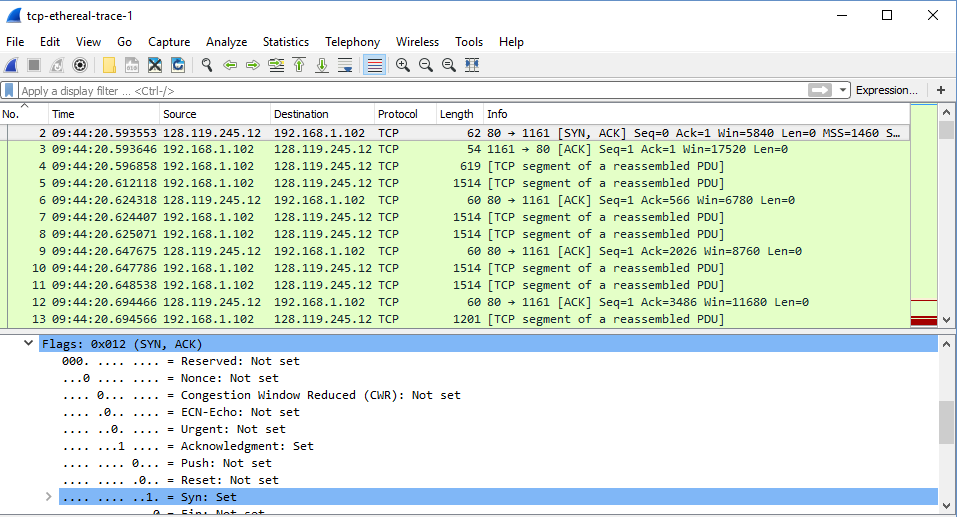 tcp-ethereal-trace-1
File Edit View Go Capture Analyze Statistics Telephony Wireless Tools Help
Apply a display filter ... <Ctrl-/> Expression... +
No. Time Source Destination Protocol Length Info
2 09:44:20.593553 128.119.245.12 192.168.1.102 TCP 62 80 → 1161 [SYN, ACK] Seq=0 Ack=1 Win=5840 Len=0 MSS=1460 S...
3 09:44:20.593646 192.168.1.102 128.119.245.12 TCP 54 1161 → 80 [ACK] Seq=1 Ack=1 Win=17520 Len=0
4 09:44:20.596858 192.168.1.102 128.119.245.12 TCP 619 [TCP segment of a reassembled PDU]
5 09:44:20.612118 192.168.1.102 128.119.245.12 TCP 1514 [TCP segment of a reassembled PDU]
6 09:44:20.624318 128.119.245.12 192.168.1.102 TCP 60 80 → 1161 [ACK] Seq=1 Ack=566 Win=6780 Len=0
7 09:44:20.624407 192.168.1.102 128.119.245.12 TCP 1514 [TCP segment of a reassembled PDU]
8 09:44:20.625071 192.168.1.102 128.119.245.12 TCP 1514 [TCP segment of a reassembled PDU]
9 09:44:20.647675 128.119.245.12 192.168.1.102 TCP 60 80 → 1161 [ACK] Seq=1 Ack=2026 Win=8760 Len=0
10 09:44:20.647786 192.168.1.102 128.119.245.12 TCP 1514 [TCP segment of a reassembled PDU]
11 09:44:20.648538 192.168.1.102 128.119.245.12 TCP 1514 [TCP segment of a reassembled PDU]
12 09:44:20.694466 128.119.245.12 192.168.1.102 TCP 60 80 → 1161 [ACK] Seq=1 Ack=3486 Win=11680 Len=0
13 09:44:20.694566 192.168.1.102 128.119.245.12 TCP 1201 [TCP segment of a reassembled PDU]
Flags: 0x012 (SYN, ACK)
000. .... .... = Reserved: Not set
...0 .... .... = Nonce: Not set
.... 0... .... = Congestion Window Reduced (CWR): Not set
.... .0.. .... = ECN-Echo: Not set
.... ..0. .... = Urgent: Not set
.... ...1 .... = Acknowledgment: Set
.... .... 0... = Push: Not set
.... .... .0.. = Reset: Not set
.... .... ..1. = Syn: Set
0 = Fin: Not set